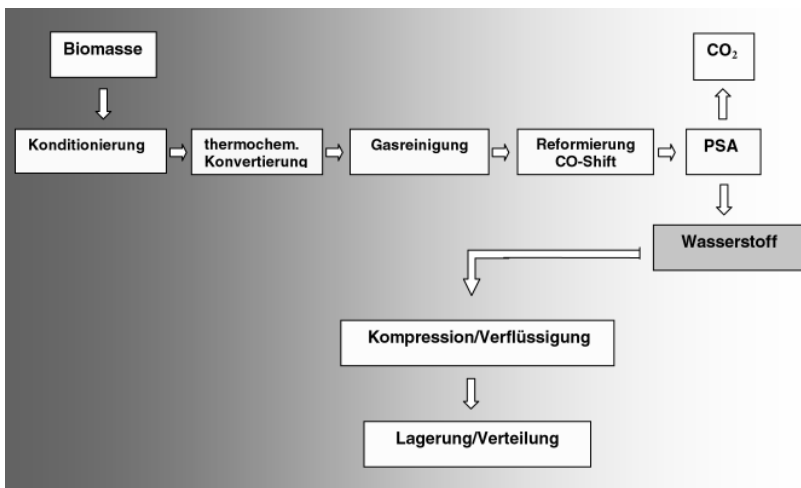 Biomasse
CO₂
Konditionierung
thermochem.
Konvertierung
Gasreinigung
Reformierung
CO-Shift
PSA
Wasserstoff
Kompression/Verflüssigung
Lagerung/Verteilung